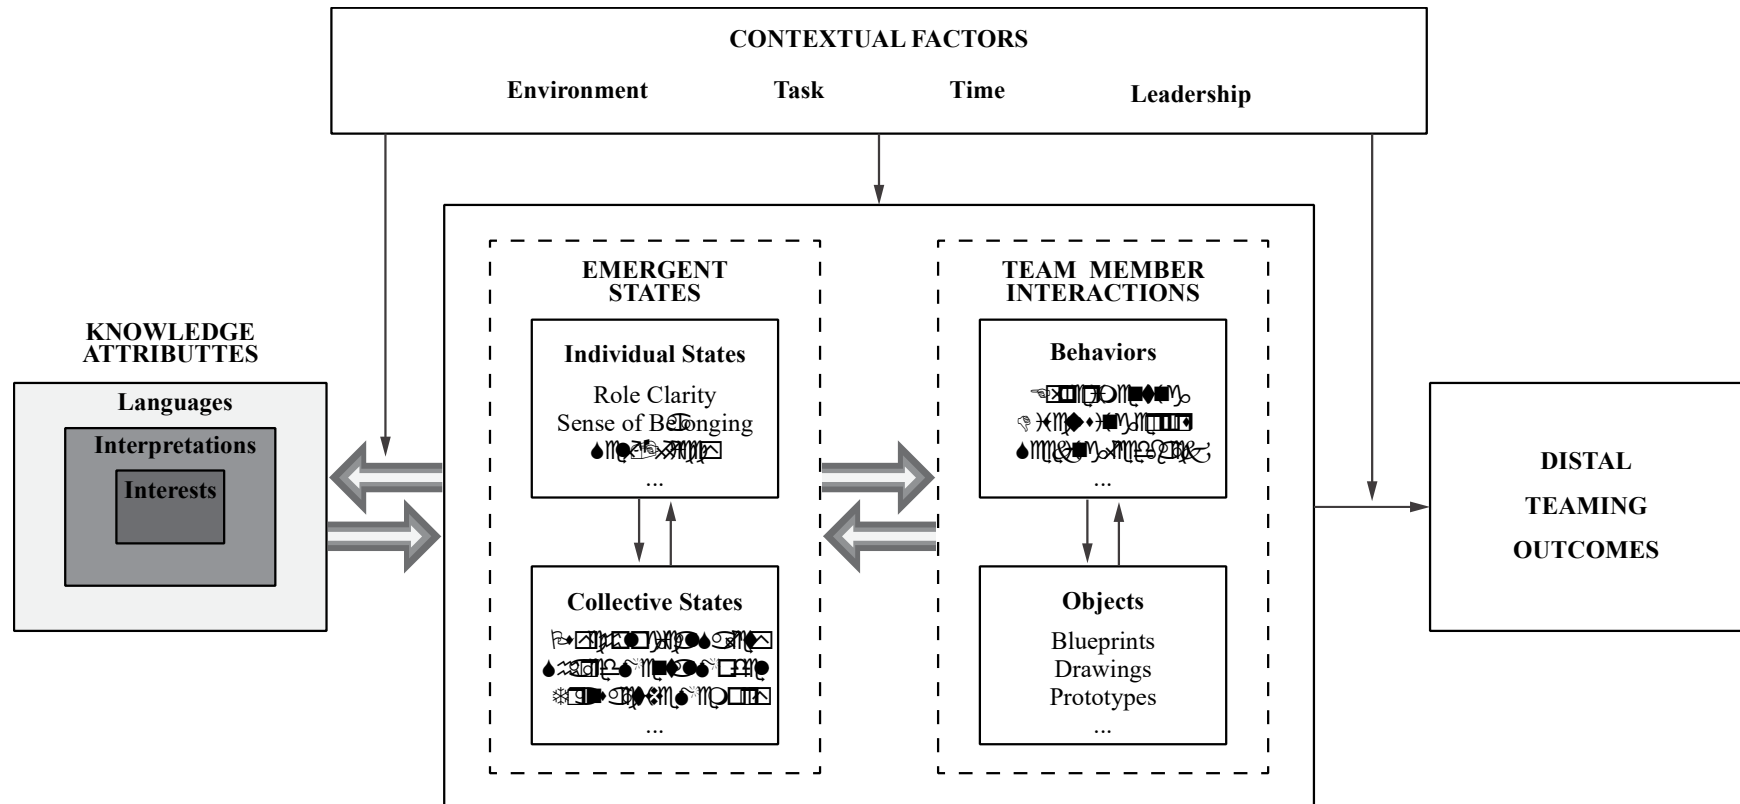 CONTEXTUAL FACTORS
Environment Task Time Leadership
KNOWLEDGE
ATTRIBUTTES
Languages
Interpretations
Interests
EMERGENT
STATES
Individual States
Role Clarity
Sense of Belonging
...
Collective States
...
TEAM MEMBER
INTERACTIONS
Behaviors
...
Objects
Blueprints
Drawings
Prototypes
...
DISTAL
TEAMING
OUTCOMES